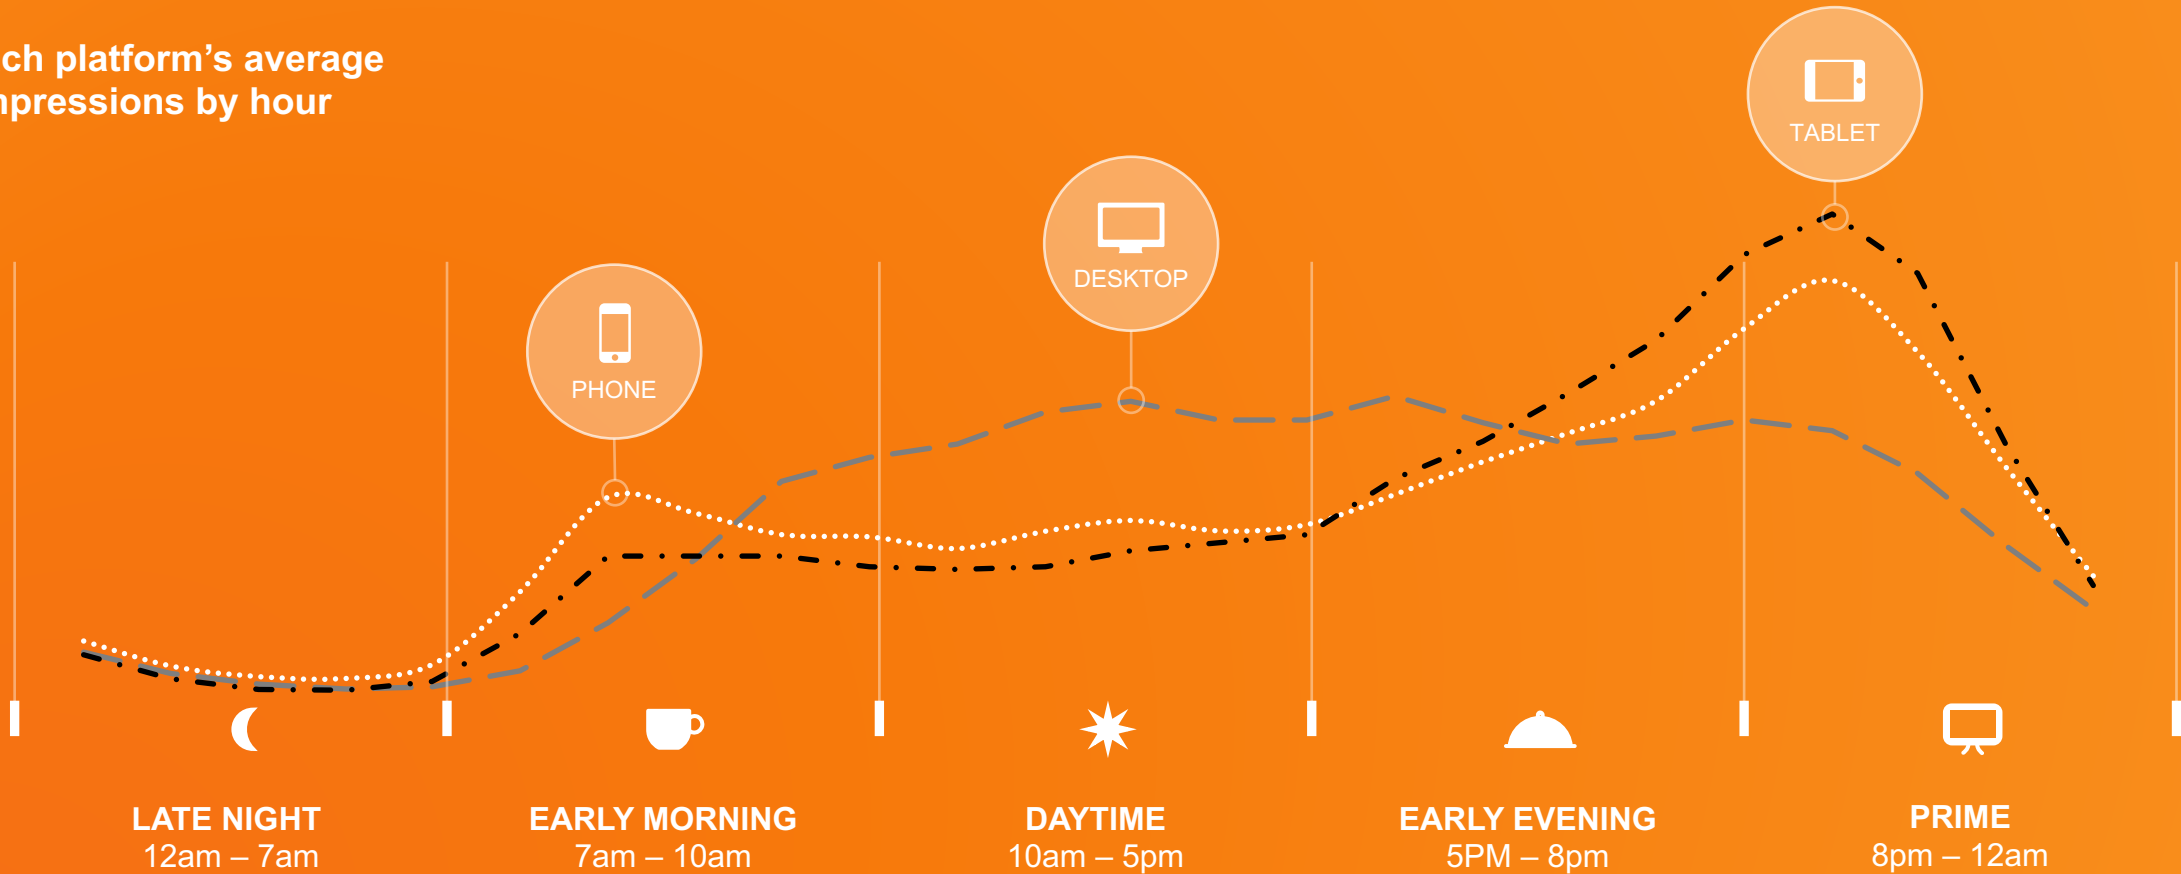 ch platform’s average
mpressions by hour
TABLET
DESKTOP
PHONE
LATE NIGHT
12am – 7am
EARLY MORNING
7am – 10am
DAYTIME
10am – 5pm
EARLY EVENING
5PM – 8pm
PRIME
8pm – 12am